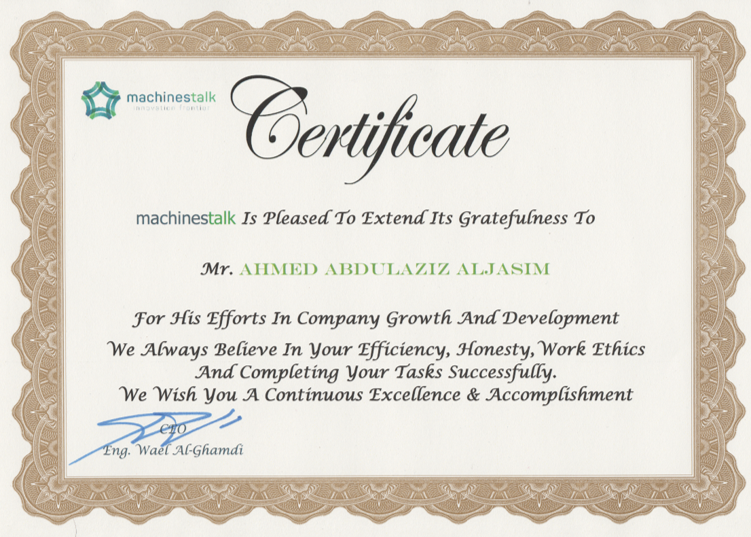 machinestalk
innovation frontier
Certificate
machinestalk Is Pleased To Extend Its Gratefulness To
Mr. AHMED ABDULAZIZ ALJASIM
For His Efforts In Company Growth And Development
We Always Believe In Your Efficiency, Honesty, Work Ethics
And Completing Your Tasks Successfully.
We Wish You A Continuous Excellence & Accomplishment
CEO
Eng. Wael Al-Ghamdi